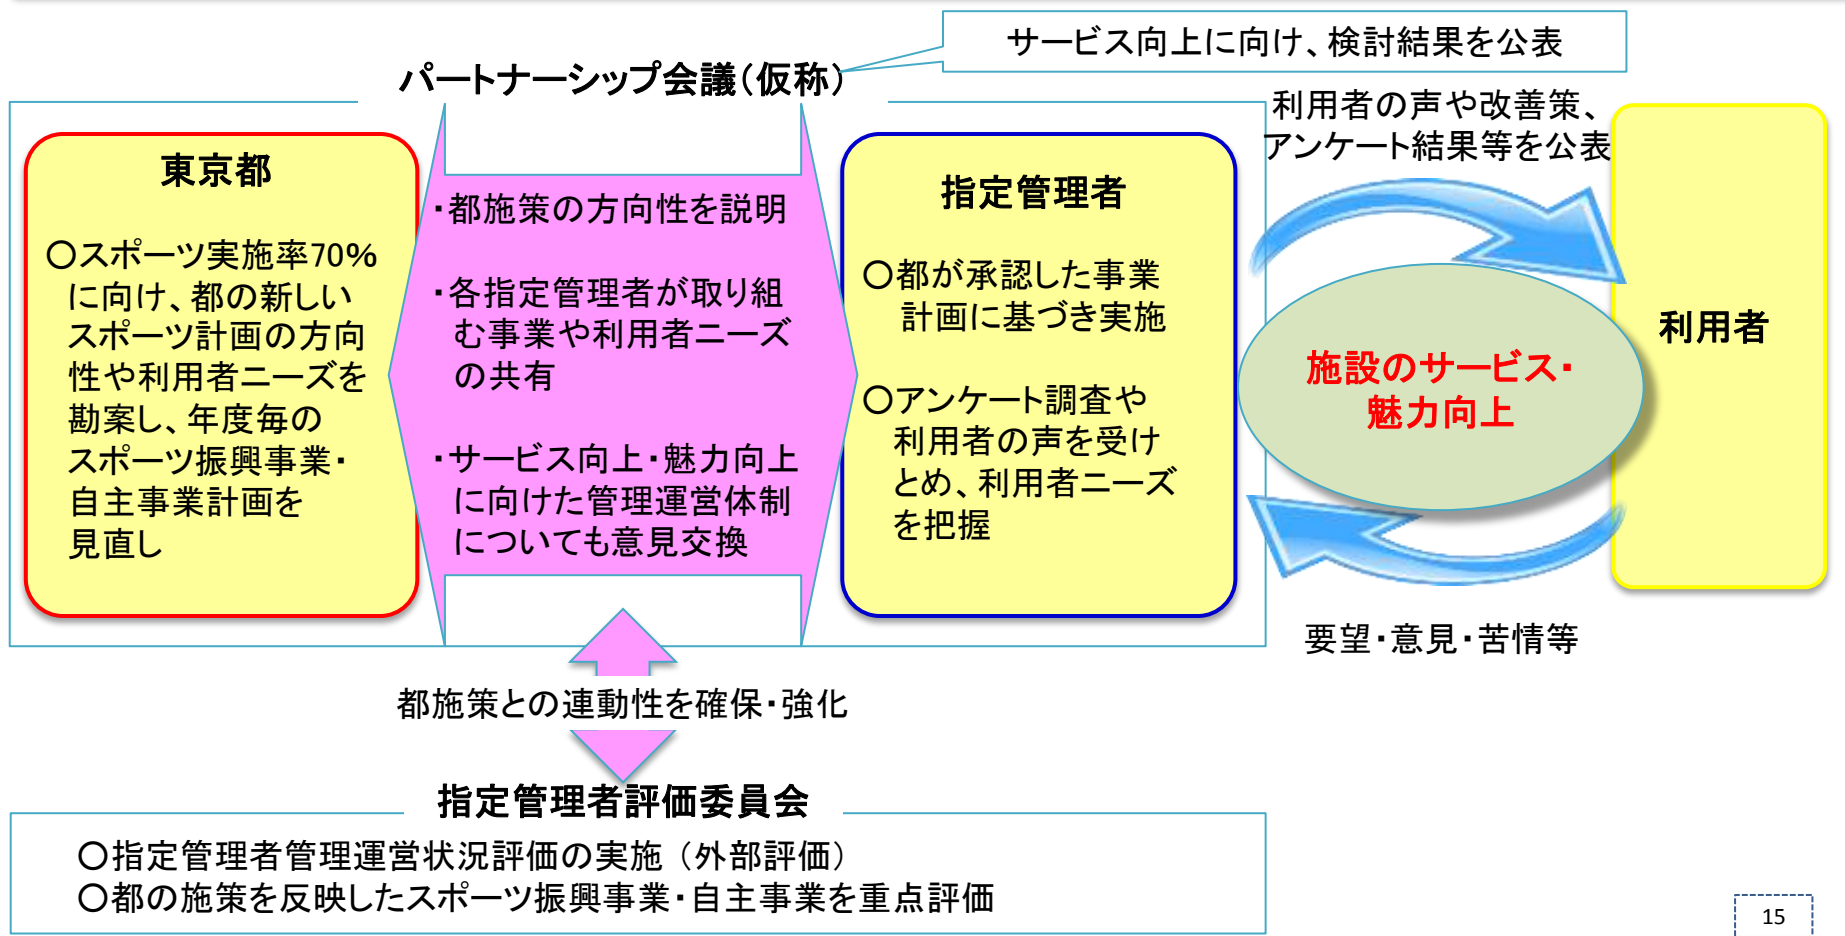 サービス向上に向け、検討結果を公表
パートナーシップ会議（仮称）
東京都
○スポーツ実施率70%
に向け、都の新しい
スポーツ計画の方向
性や利用者ニーズを
勘案し、年度毎の
スポーツ振興事業・
自主事業計画を
見直し
・都施策の方向性を説明
・各指定管理者が取り組
む事業や利用者ニーズ
の共有
・サービス向上・魅力向上
に向けた管理運営体制
についても意見交換
指定管理者
○都が承認した事業
計画に基づき実施
○アンケート調査や
利用者の声を受け
とめ、利用者ニーズ
を把握
利用者の声や改善策、
アンケート結果等を公表
施設のサービス・
魅力向上
利用者
要望・意見・苦情等
都施策との連動性を確保・強化
指定管理者評価委員会
○指定管理者管理運営状況評価の実施（外部評価）
○都の施策を反映したスポーツ振興事業・自主事業を重点評価
15